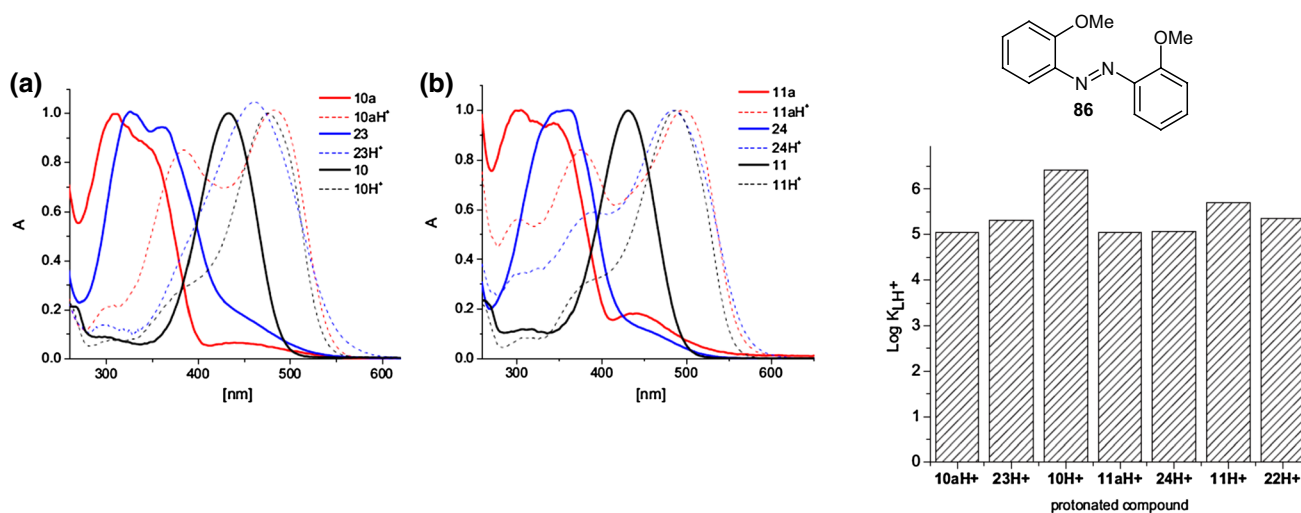 (a)
10a
10aH⁺
23
23H⁺
10
10H⁺
A
1.0
0.8
0.6
0.4
0.2
0.0
300 400 500 600
[nm]
(b)
11a
11aH⁺
24
24H⁺
11
11H⁺
A
1.0
0.8
0.6
0.4
0.2
0.0
300 400 500 600
[nm]
OMe
OMe
N=N
86
Log K_LH⁺
6
5
4
3
2
1
0
10aH+ 23H+ 10H+ 11aH+ 24H+ 11H+ 22H+
protonated compound